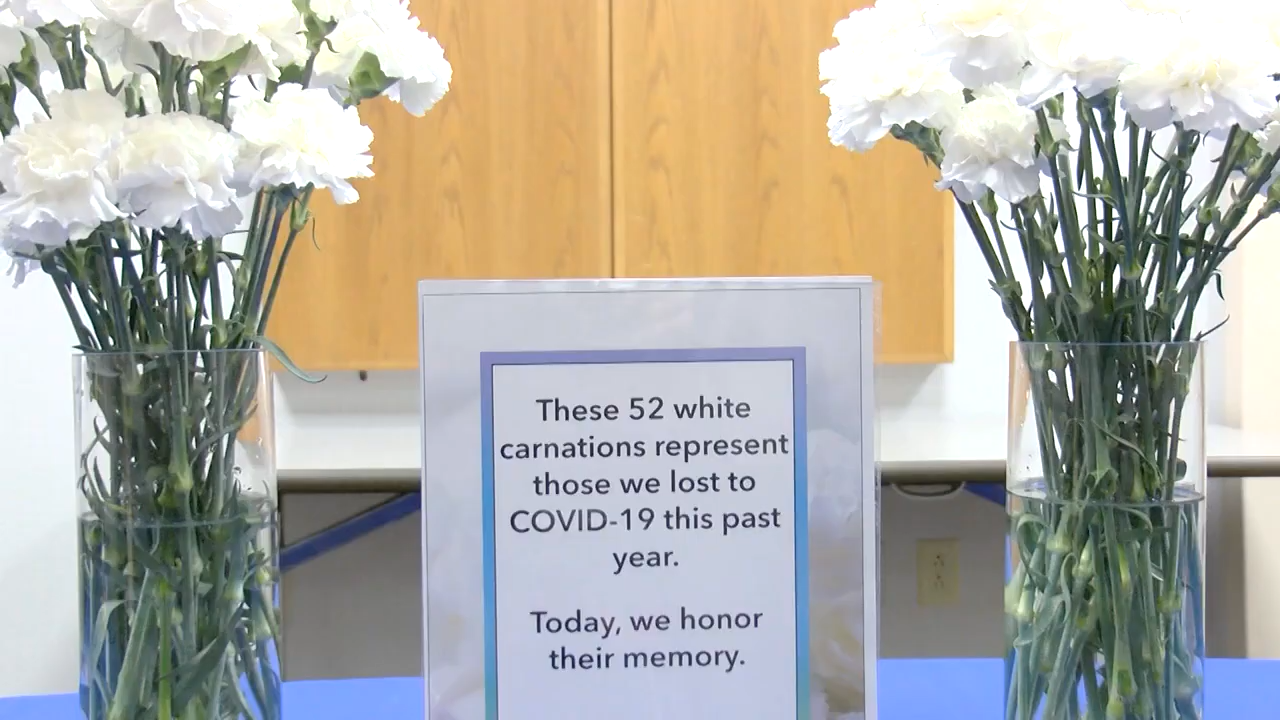 These 52 white
carnations represent
those we lost to
COVID-19 this past
year.
Today, we honor
their memory.